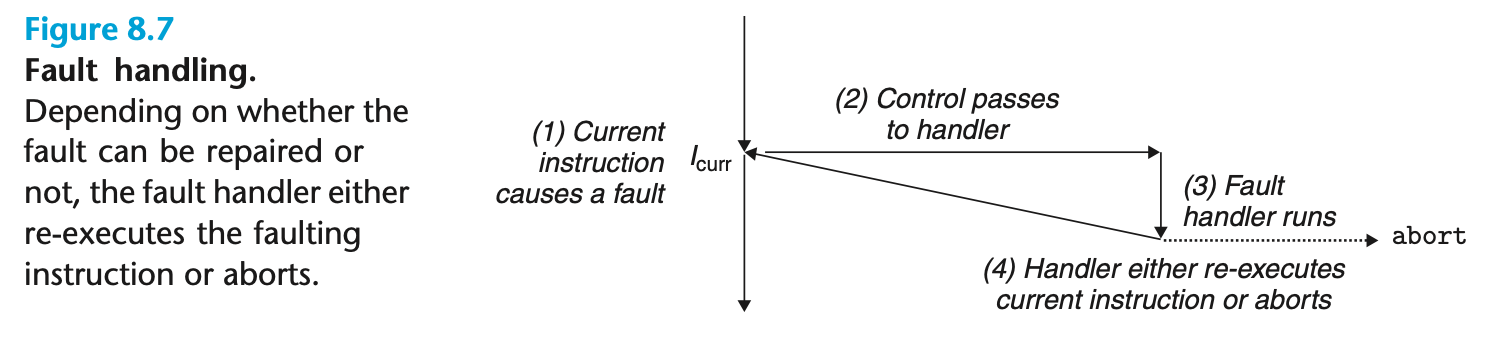 Figure 8.7
Fault handling.
Depending on whether the
fault can be repaired or
not, the fault handler either
re-executes the faulting
instruction or aborts.
(1) Current
instruction
causes a fault
Icurr
(2) Control passes
to handler
(3) Fault
handler runs
abort
(4) Handler either re-executes
current instruction or aborts